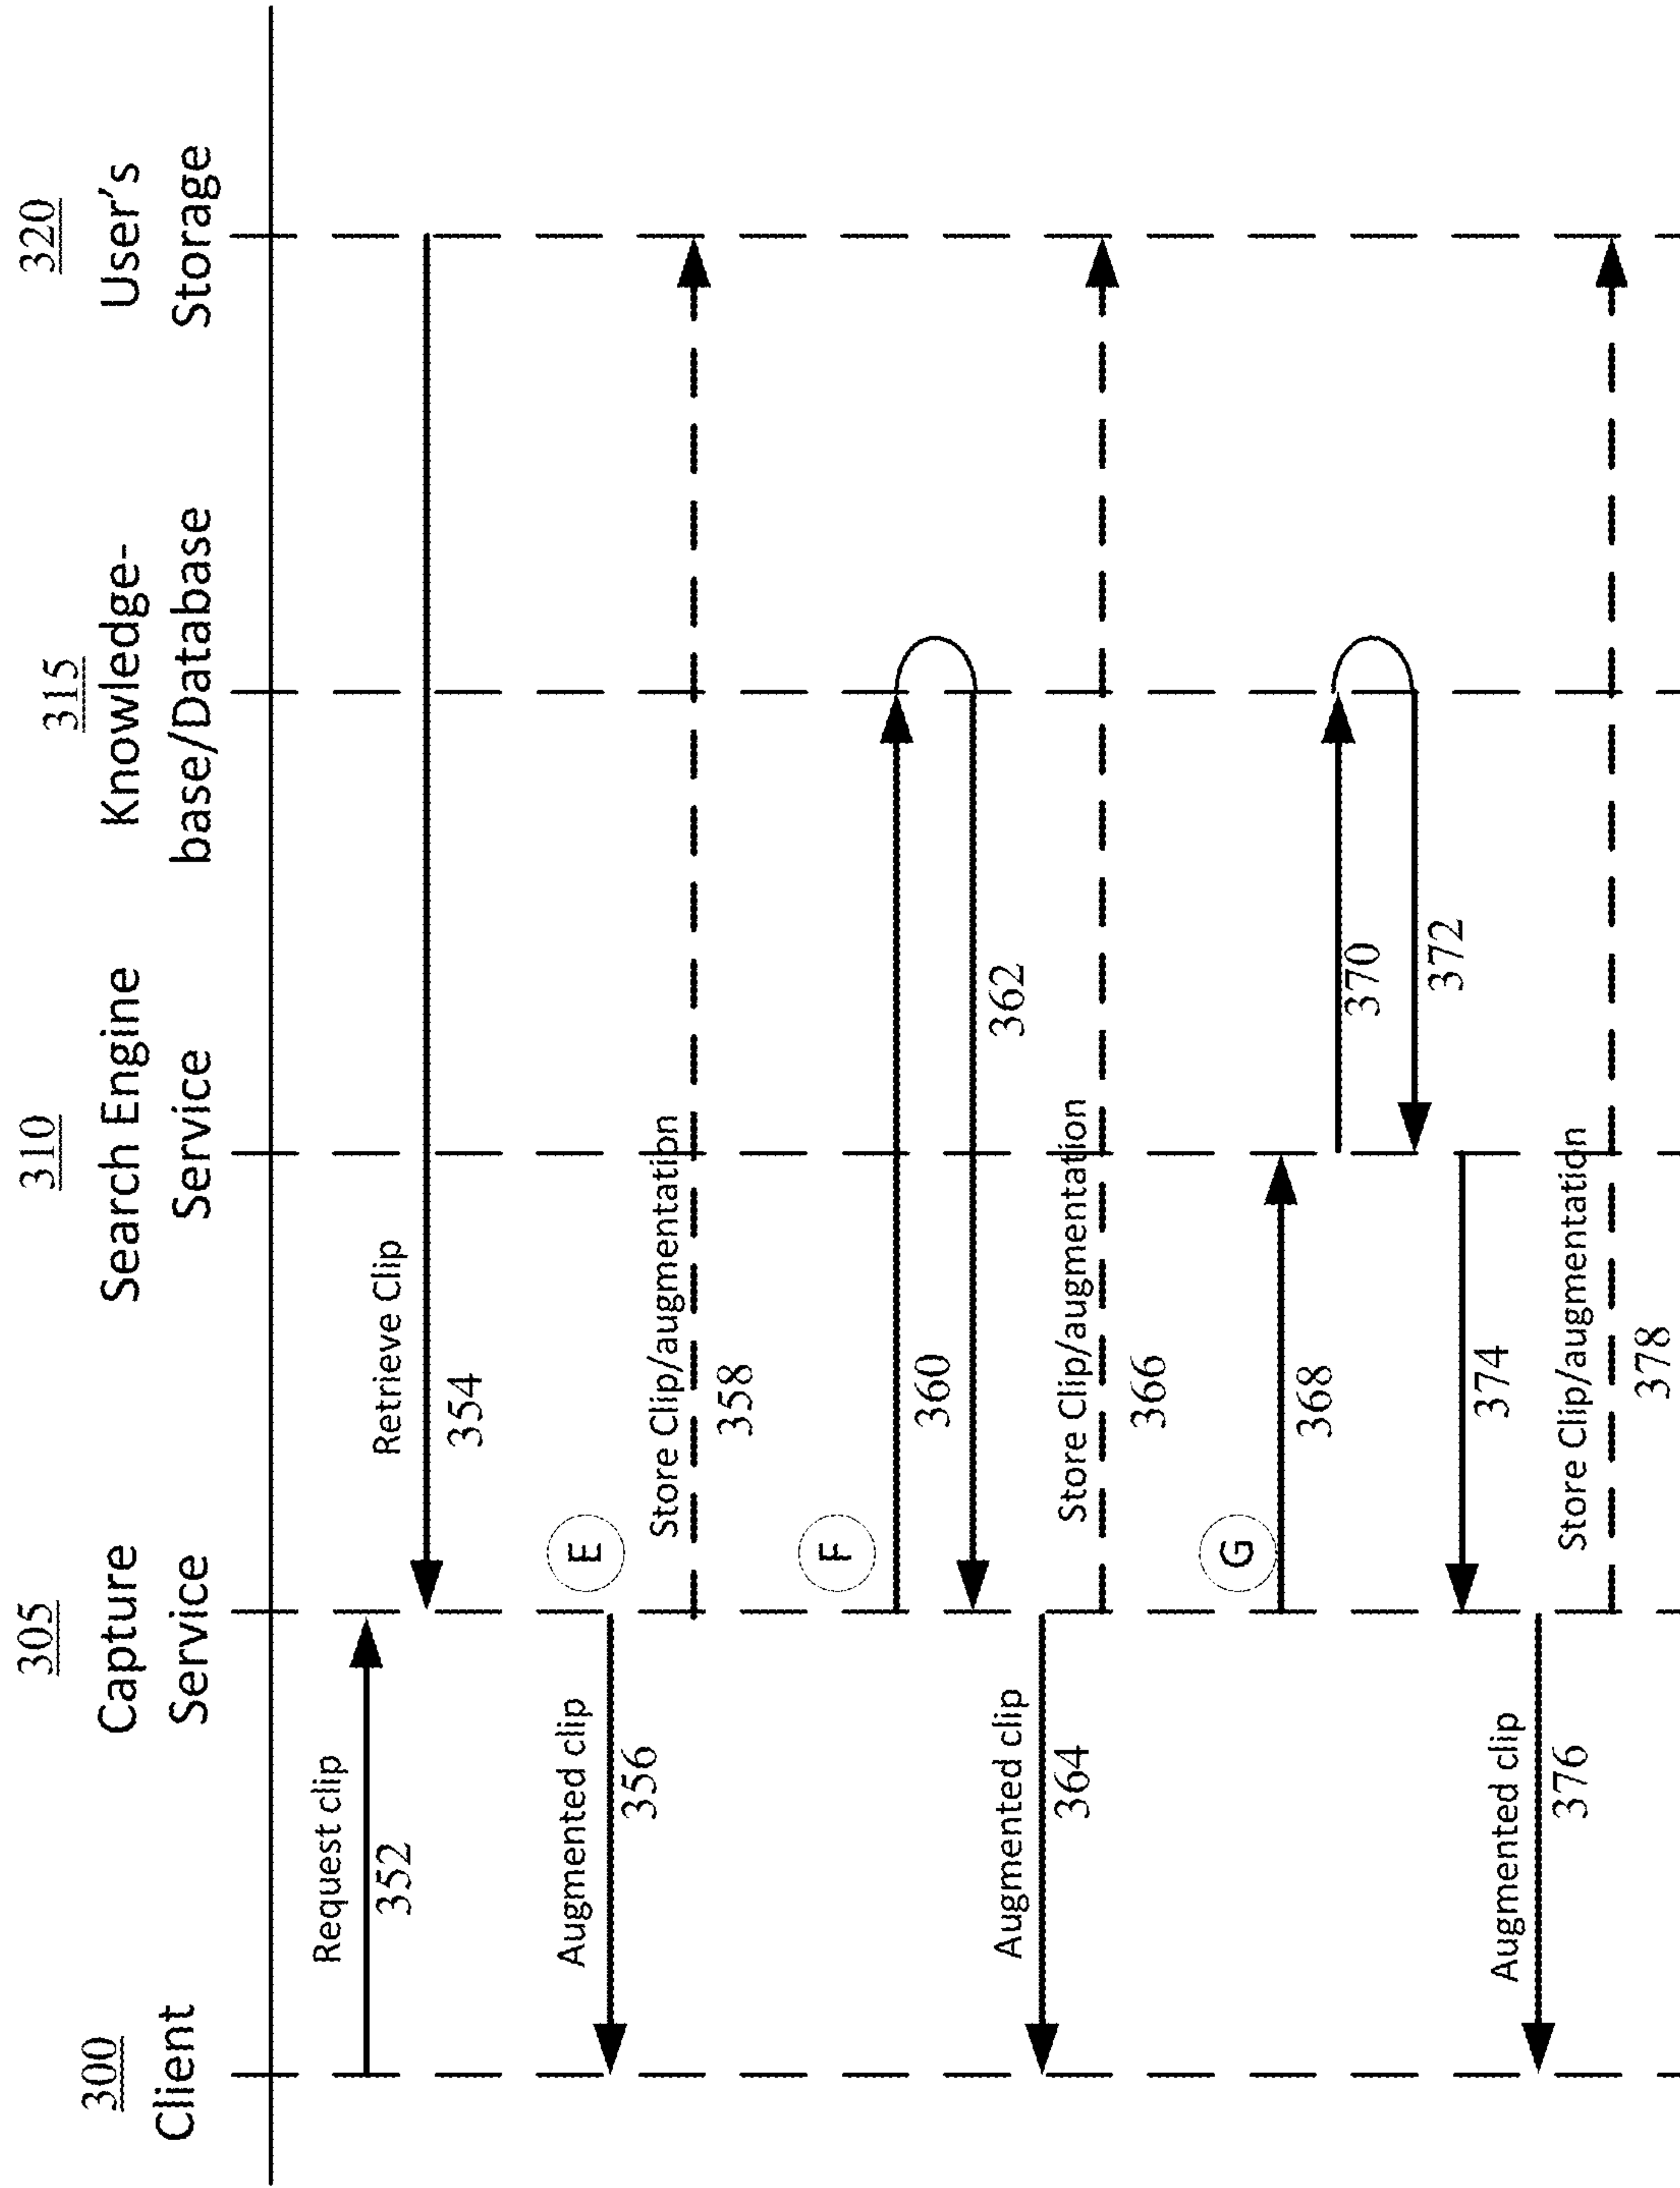 300
Client
305
Capture
Service
310
Search Engine
Service
315
Knowledge-
base/Database
320
User's
Storage
Request clip
352
Retrieve Clip
354
E
Augmented clip
356
Store Clip/augmentation
358
F
360
362
Augmented clip
364
Store Clip/augmentation
366
G
368
370
372
374
Augmented clip
376
Store Clip/augmentation
378